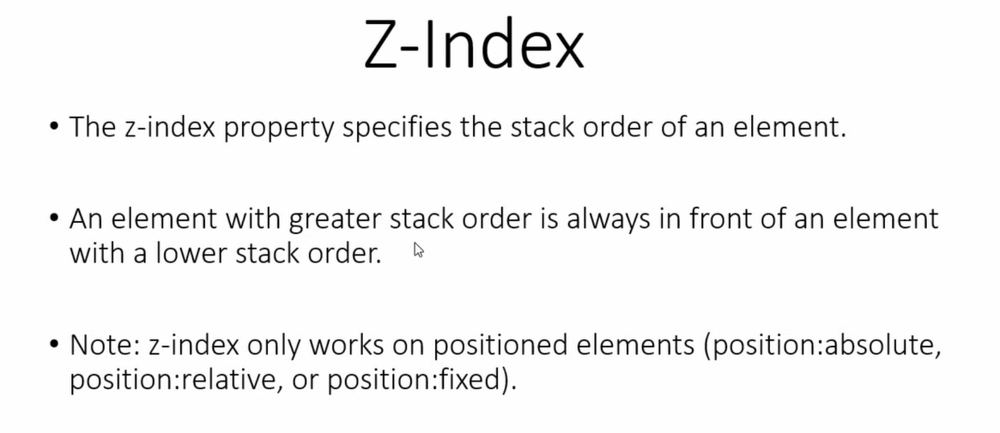 Z-Index
• The z-index property specifies the stack order of an element.
• An element with greater stack order is always in front of an element
with a lower stack order.
• Note: z-index only works on positioned elements (position:absolute,
position:relative, or position:fixed).